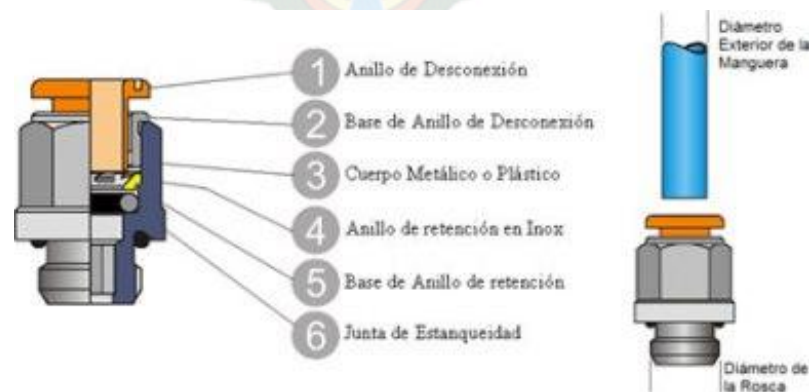 1 Anillo de Desconexión
2 Base de Anillo de Desconexión
3 Cuerpo Metálico o Plástico
4 Anillo de retención en Inox
5 Base de Anillo de retención
6 Junta de Estanqueidad
Diámetro
Exterior de la
Manguera
Diámetro de
la Rosca